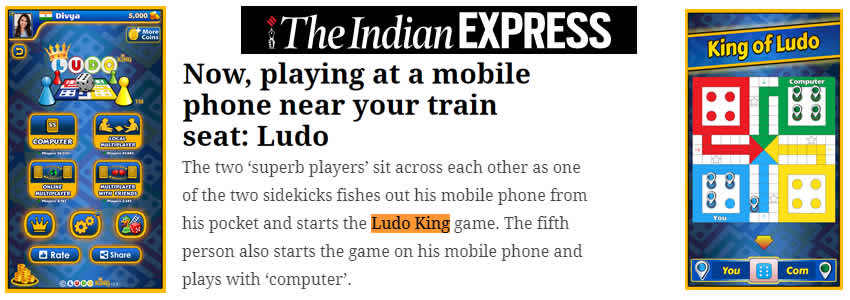 Divya
5,000
More
Coins
LUDO
KING
TM
COMPUTER
LOCAL
MULTIPLAYER
ONLINE
MULTIPLAYER
MULTIPLAYER
WITH FRIENDS
Rate
Share
LUDO KING
The Indian EXPRESS
Now, playing at a mobile
phone near your train
seat: Ludo
The two ‘superb players’ sit across each other as one
of the two sidekicks fishes out his mobile phone from
his pocket and starts the Ludo King game. The fifth
person also starts the game on his mobile phone and
plays with ‘computer’.
King of Ludo
Computer
You
You
Com